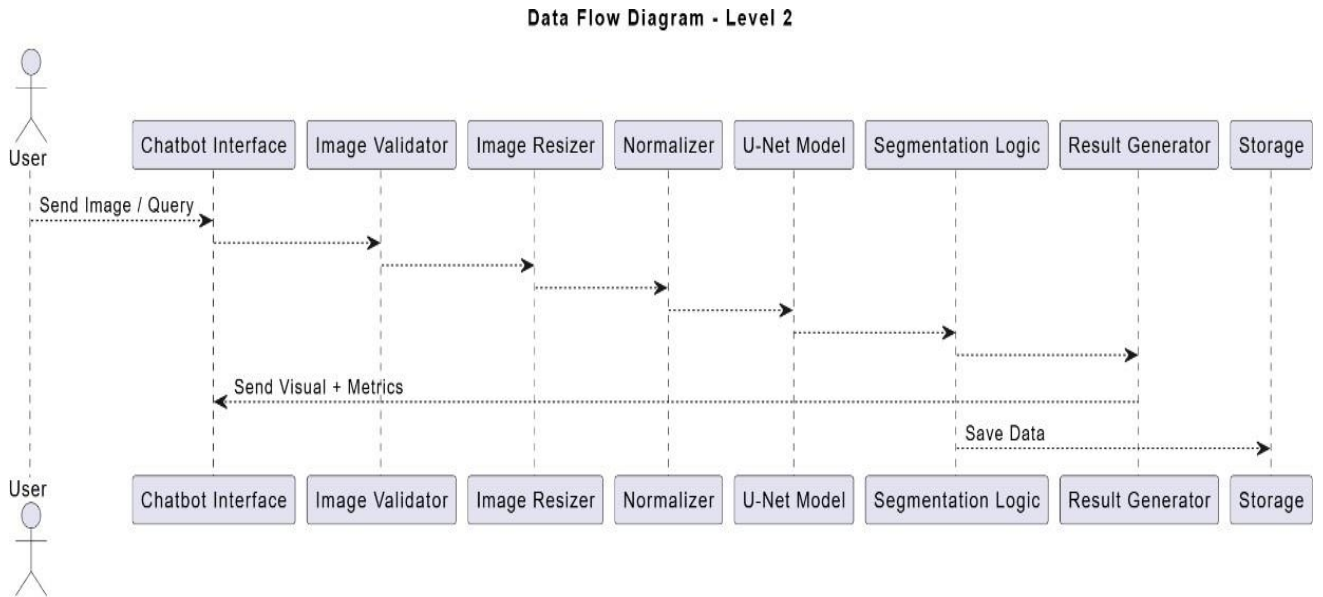 Data Flow Diagram - Level 2
User
Chatbot Interface
Image Validator
Image Resizer
Normalizer
U-Net Model
Segmentation Logic
Result Generator
Storage
Send Image / Query
Send Visual + Metrics
Save Data
User
Chatbot Interface
Image Validator
Image Resizer
Normalizer
U-Net Model
Segmentation Logic
Result Generator
Storage